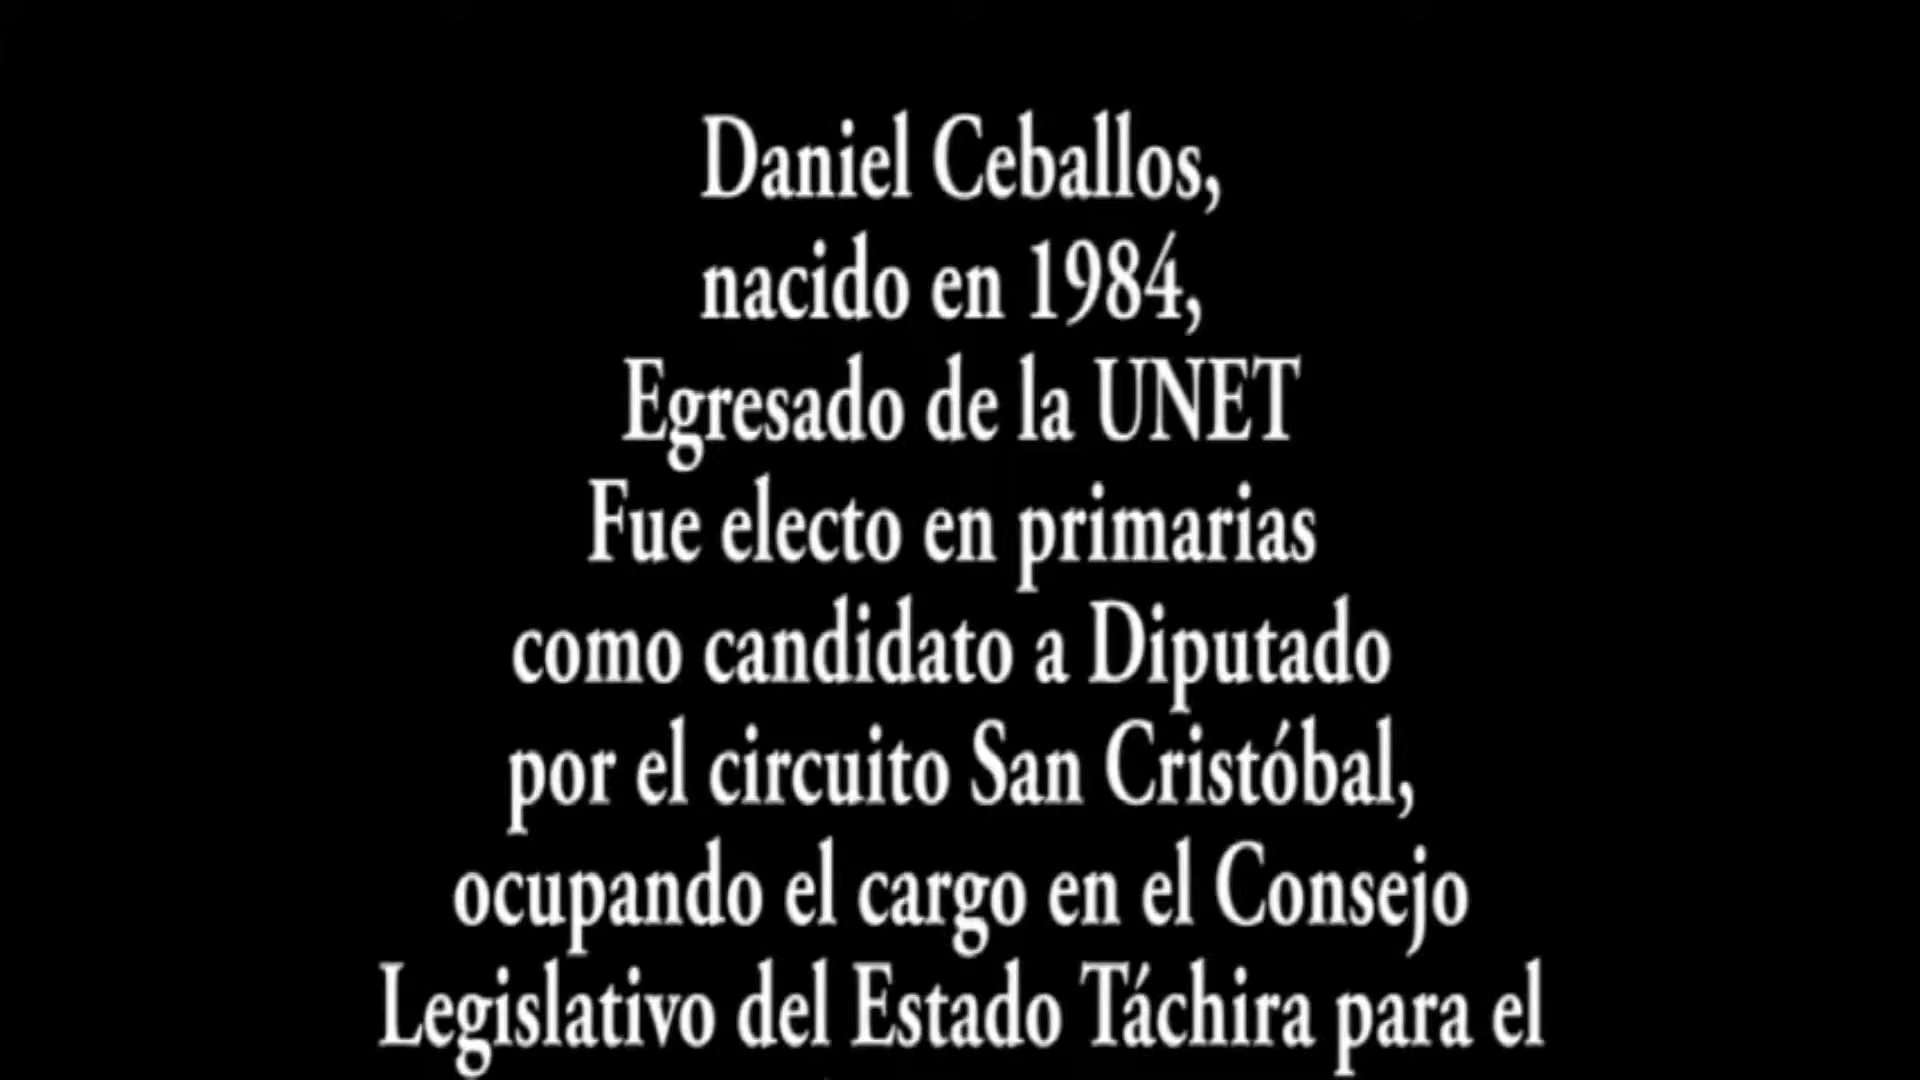 Daniel Ceballos,
nacido en 1984,
Egresado de la UNET
Fue electo en primarias
como candidato a Diputado
por el circuito San Cristóbal,
ocupando el cargo en el Consejo
Legislativo del Estado Táchira para el